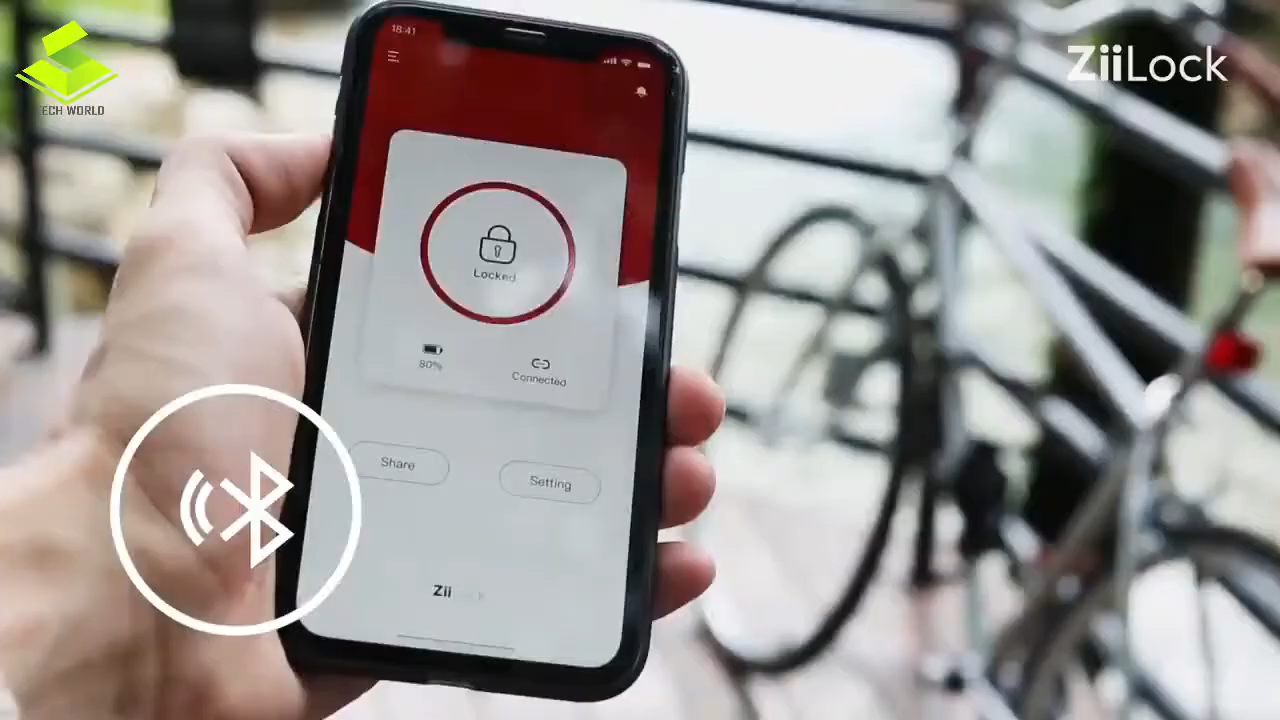 ECH WORLD
ZiiLock
18:41
Locked
80%
Connected
Share
Setting
Zii